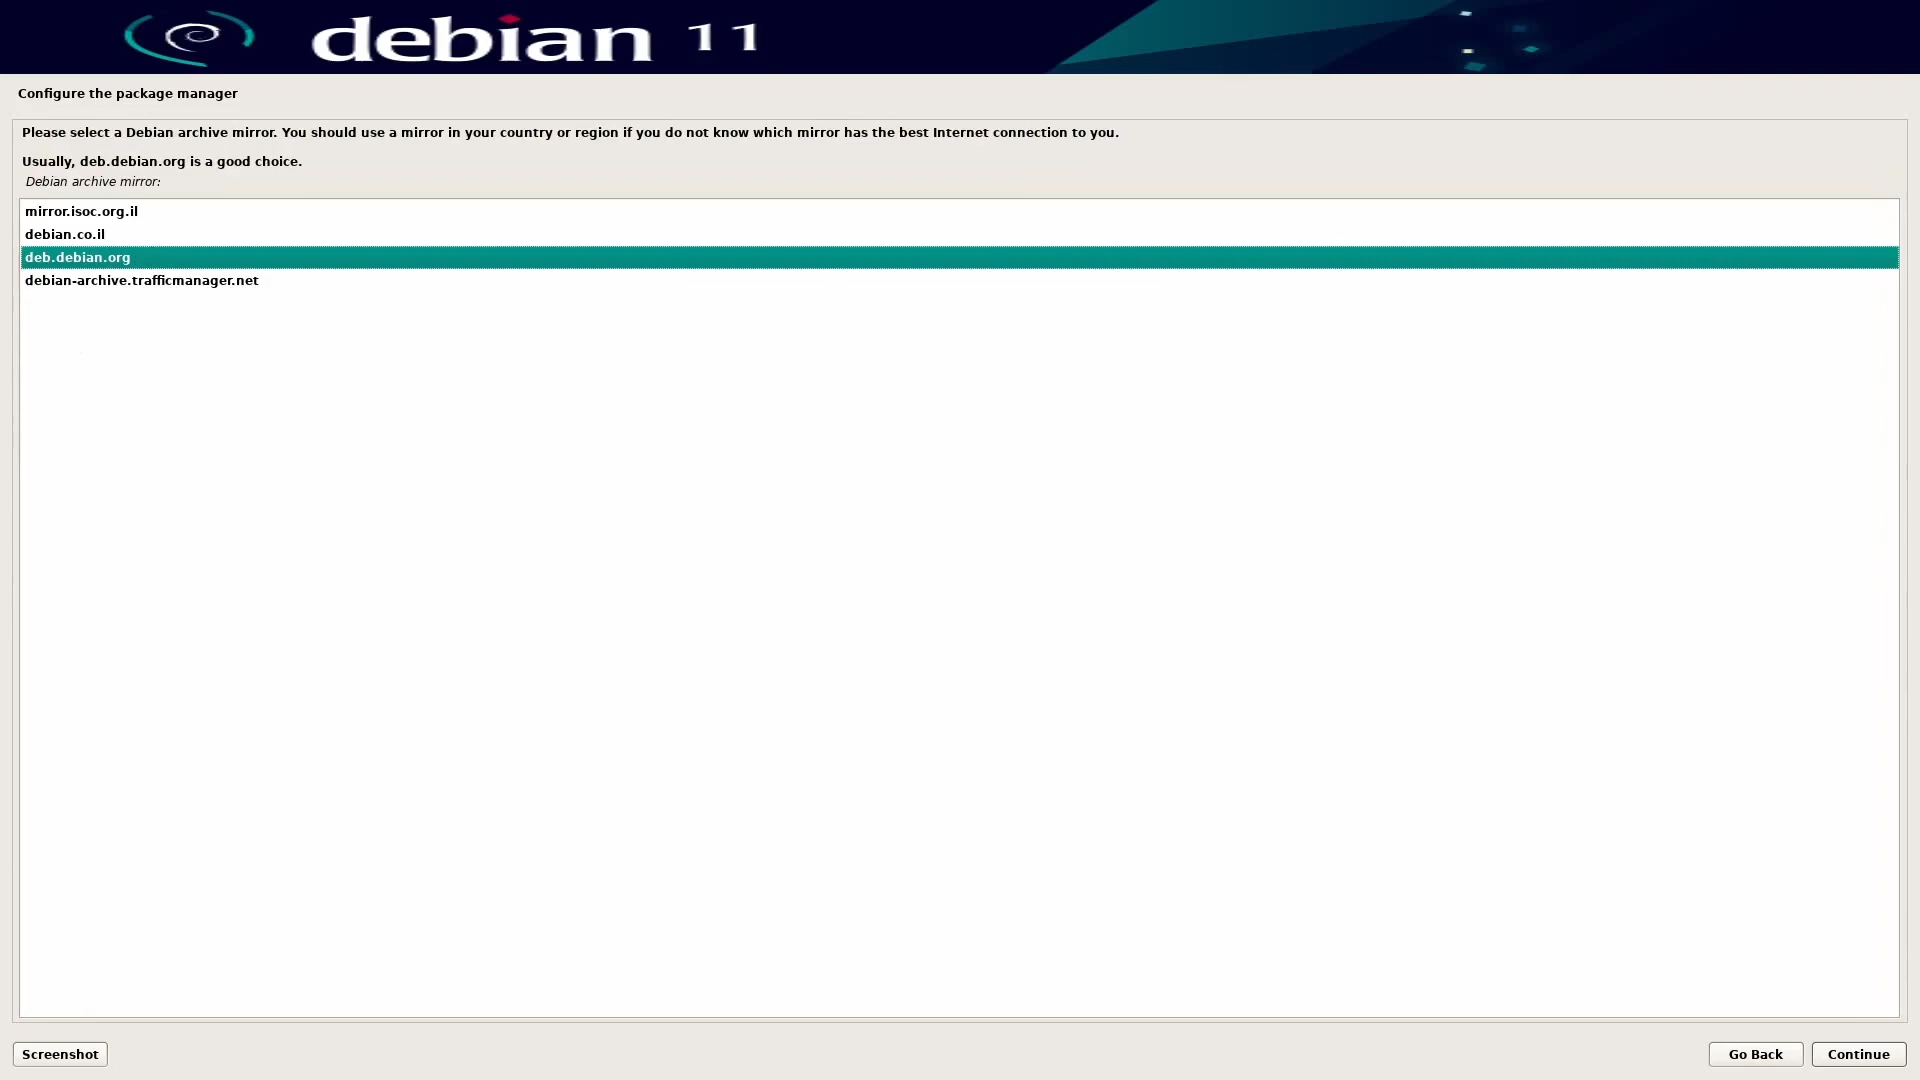 debian 11
Configure the package manager
Please select a Debian archive mirror. You should use a mirror in your country or region if you do not know which mirror has the best Internet connection to you.
Usually, deb.debian.org is a good choice.
Debian archive mirror:
mirror.isoc.org.il
debian.co.il
deb.debian.org
debian-archive.trafficmanager.net
Screenshot
Go Back
Continue